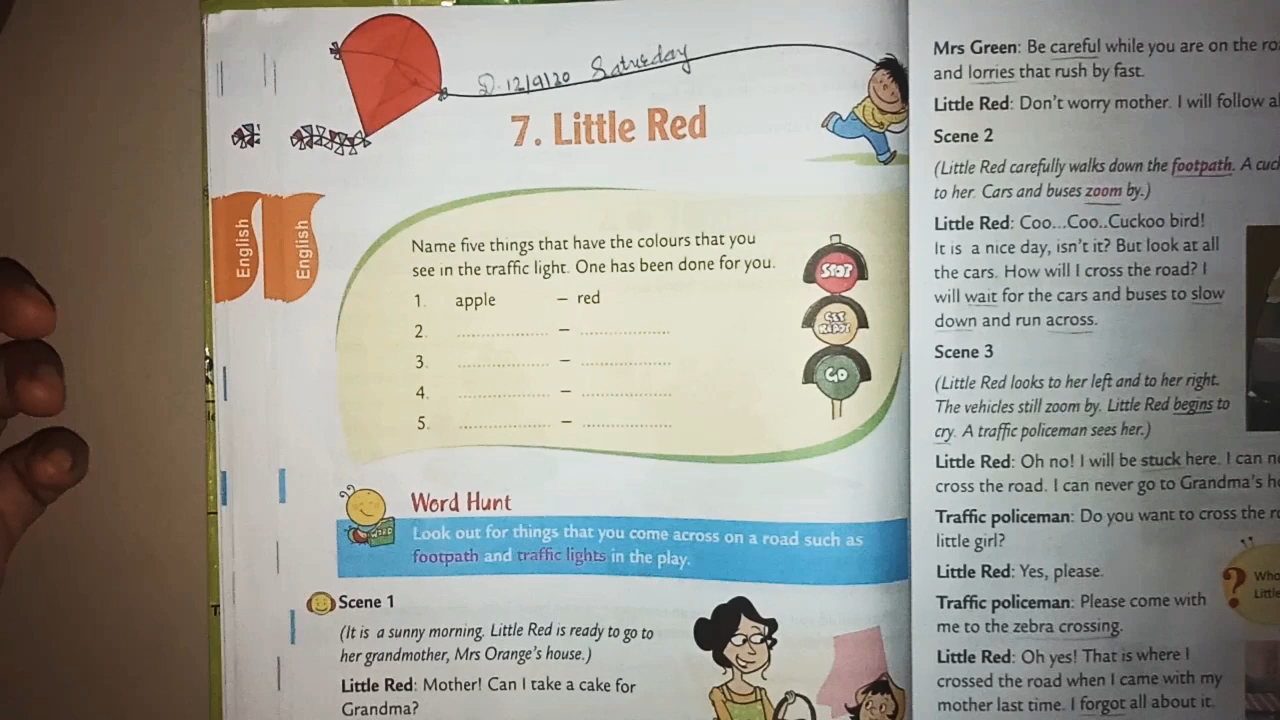 D. 12/9/20 Saturday
7. Little Red
English
English
Name five things that have the colours that you
see in the traffic light. One has been done for you.
1. apple – red
2. –
3. –
4. –
5. –
STOP
GET READY
GO
Word Hunt
WORD
Look out for things that you come across on a road such as
footpath and traffic lights in the play.
Scene 1
(It is a sunny morning. Little Red is ready to go to
her grandmother, Mrs Orange's house.)
Little Red: Mother! Can I take a cake for
Grandma?
Mrs Green: Be careful while you are on the
and lorries that rush by fast.
Little Red: Don't worry mother. I will follow
Scene 2
(Little Red carefully walks down the footpath. A
to her. Cars and buses zoom by.)
Little Red: Coo...Coo..Cuckoo bird!
It is a nice day, isn't it? But look at all
the cars. How will I cross the road? I
will wait for the cars and buses to slow
down and run across.
Scene 3
(Little Red looks to her left and to her right.
The vehicles still zoom by. Little Red begins to
cry. A traffic policeman sees her.)
Little Red: Oh no! I will be stuck here. I can
cross the road. I can never go to Grandma's
Traffic policeman: Do you want to cross the
little girl?
Little Red: Yes, please.
Traffic policeman: Please come with
me to the zebra crossing.
Little Red: Oh yes! That is where I
crossed the road when I came with my
mother last time. I forgot all about it.
?
Little